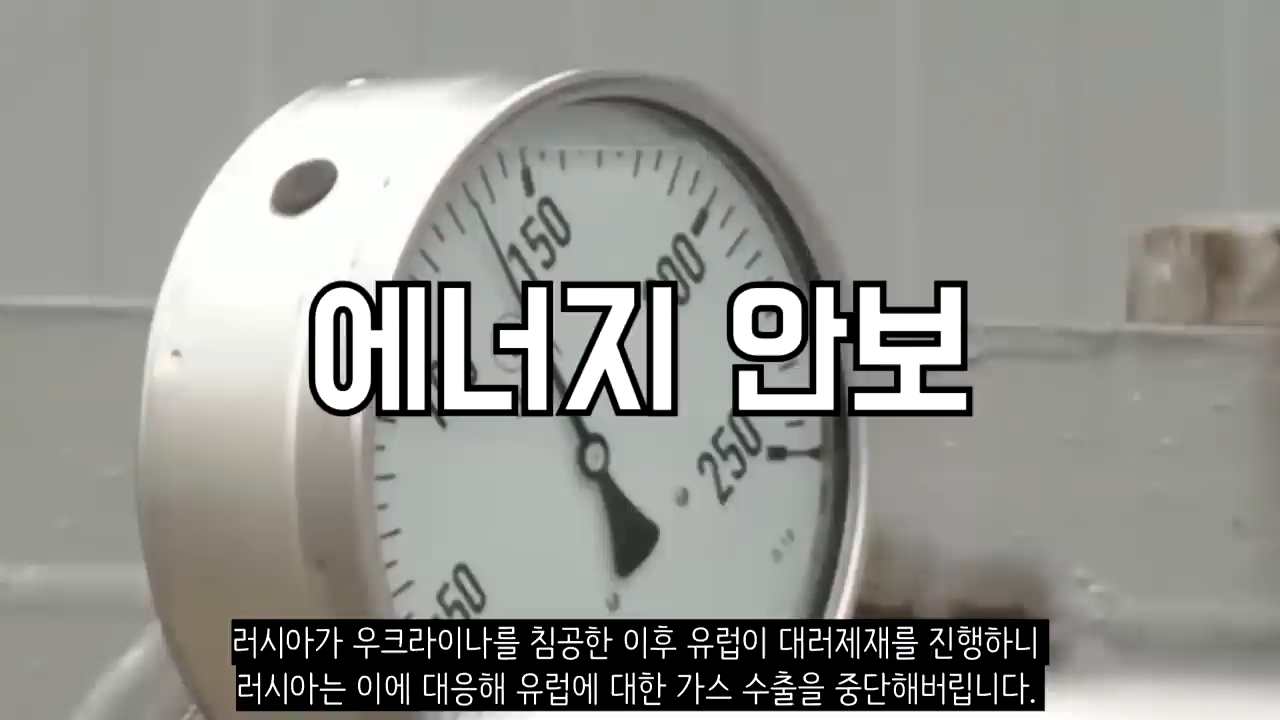 150
250
에너지 안보
50
러시아가 우크라이나를 침공한 이후 유럽이 대러제재를 진행하니
러시아는 이에 대응해 유럽에 대한 가스 수출을 중단해버립니다.